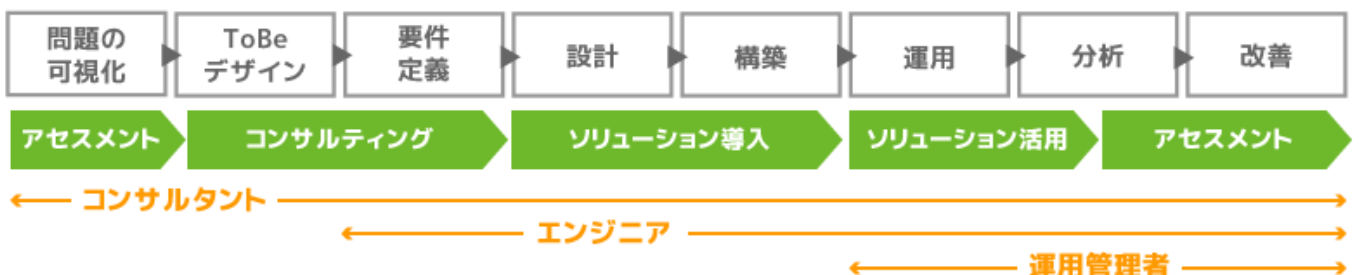 問題の
可視化
ToBe
デザイン
要件
定義
設計
構築
運用
分析
改善
アセスメント
コンサルティング
ソリューション導入
ソリューション活用
アセスメント
コンサルタント
エンジニア
運用管理者